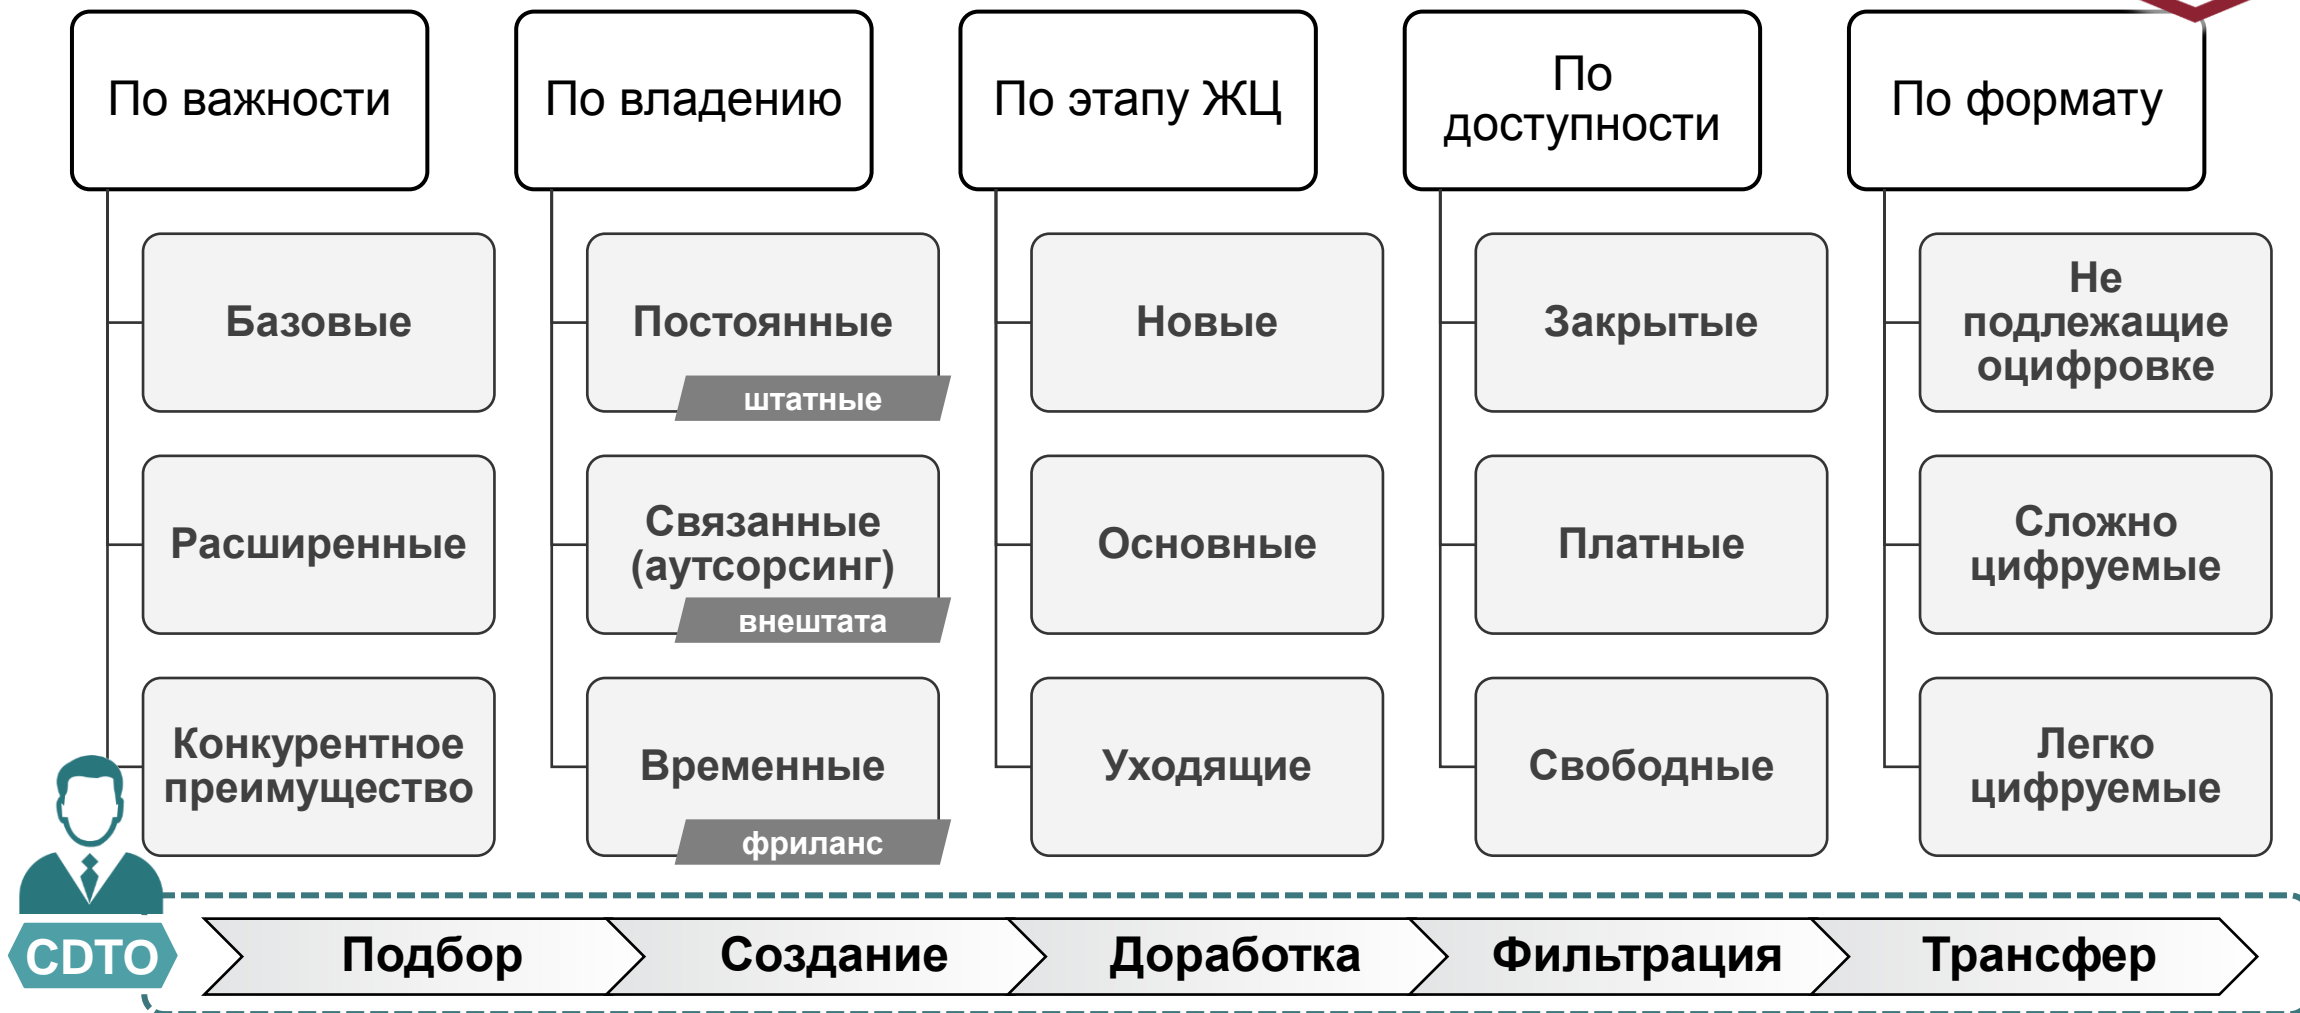 По важности
По владению
По этапу ЖЦ
По
доступности
По формату
Базовые
Постоянные
штатные
Новые
Закрытые
Не
подлежащие
оцифровке
Расширенные
Связанные
(аутсорсинг)
внештата
Основные
Платные
Сложно
цифруемые
Конкурентное
преимущество
Временные
фриланс
Уходящие
Свободные
Легко
цифруемые
CDTO
Подбор
Создание
Доработка
Фильтрация
Трансфер